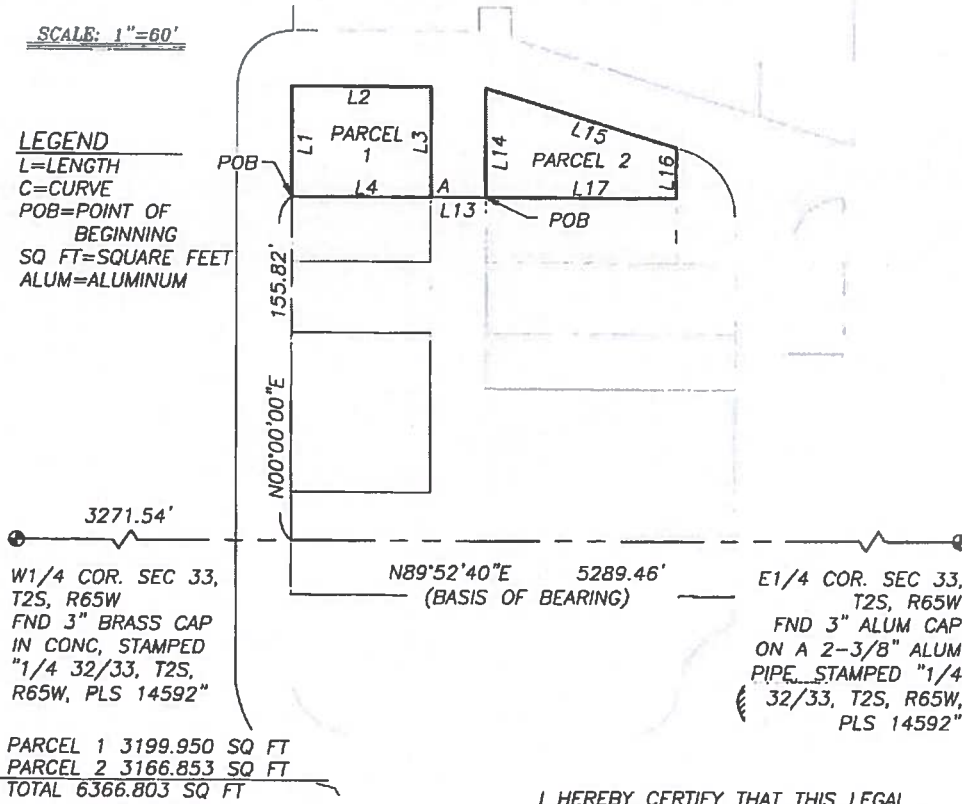 SCALE: 1"=60'
LEGEND
L=LENGTH
C=CURVE
POB=POINT OF
BEGINNING
SQ FT=SQUARE FEET
ALUM=ALUMINUM
L2
L1
PARCEL
1
L3
POB
L4
A
L13
L15
L14
PARCEL 2
L16
L17
POB
155.82'
N00°00'00"E
3271.54'
W1/4 COR. SEC 33,
T2S, R65W
FND 3" BRASS CAP
IN CONC, STAMPED
"1/4 32/33, T2S,
R65W, PLS 14592"
N89°52'40"E 5289.46'
(BASIS OF BEARING)
E1/4 COR. SEC 33,
T2S, R65W
FND 3" ALUM CAP
ON A 2-3/8" ALUM
PIPE, STAMPED "1/4
32/33, T2S, R65W,
PLS 14592"
PARCEL 1 3199.950 SQ FT
PARCEL 2 3166.853 SQ FT
TOTAL 6366.803 SQ FT
I HEREBY CERTIFY THAT THIS LEGAL